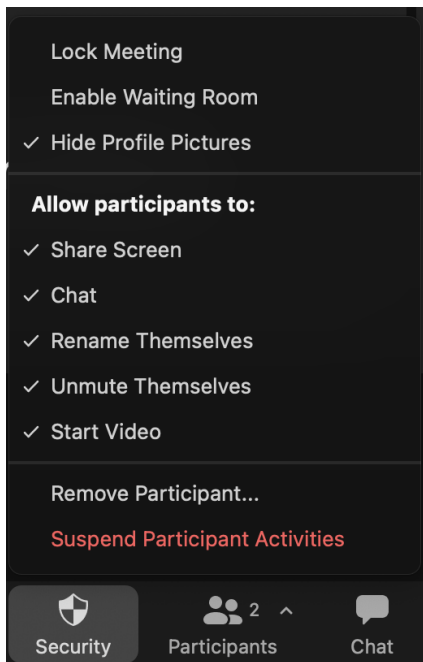 Lock Meeting
Enable Waiting Room
✓ Hide Profile Pictures
Allow participants to:
✓ Share Screen
✓ Chat
✓ Rename Themselves
✓ Unmute Themselves
✓ Start Video
Remove Participant...
Suspend Participant Activities
2
Security Participants Chat